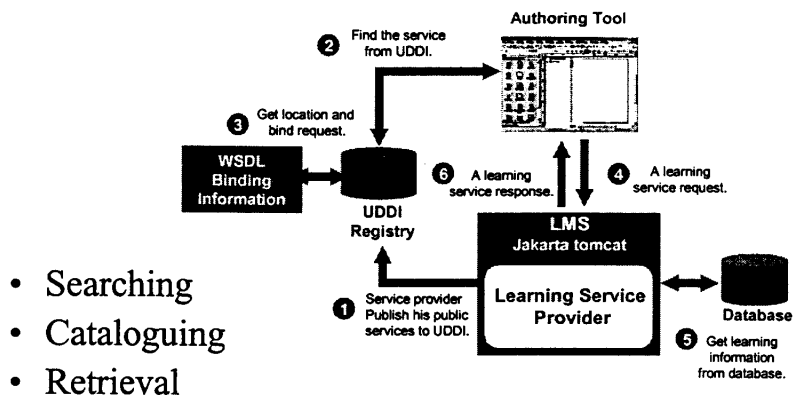 Authoring Tool
2 Find the service
from UDDI.
3 Get location and
bind request.
WSDL
Binding
Information
UDDI
Registry
6 A learning
service response.
4 A learning
service request.
LMS
Jakarta tomcat
Learning Service
Provider
1 Service provider
Publish his public
services to UDDI.
Database
5 Get learning
information
from database.
• Searching
• Cataloguing
• Retrieval